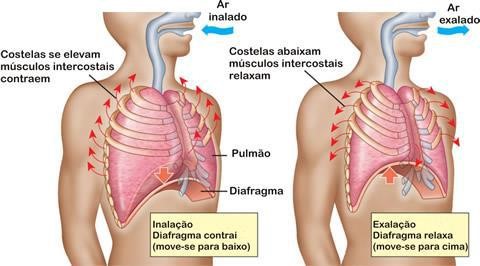 Ar
inalado
Costelas se elevam
músculos intercostais
contraem
Pulmão
Diafragma
Inalação
Diafragma contrai
(move-se para baixo)
Ar
exalado
Costelas abaixam
músculos intercostais
relaxam
Exalação
Diafragma relaxa
(move-se para cima)